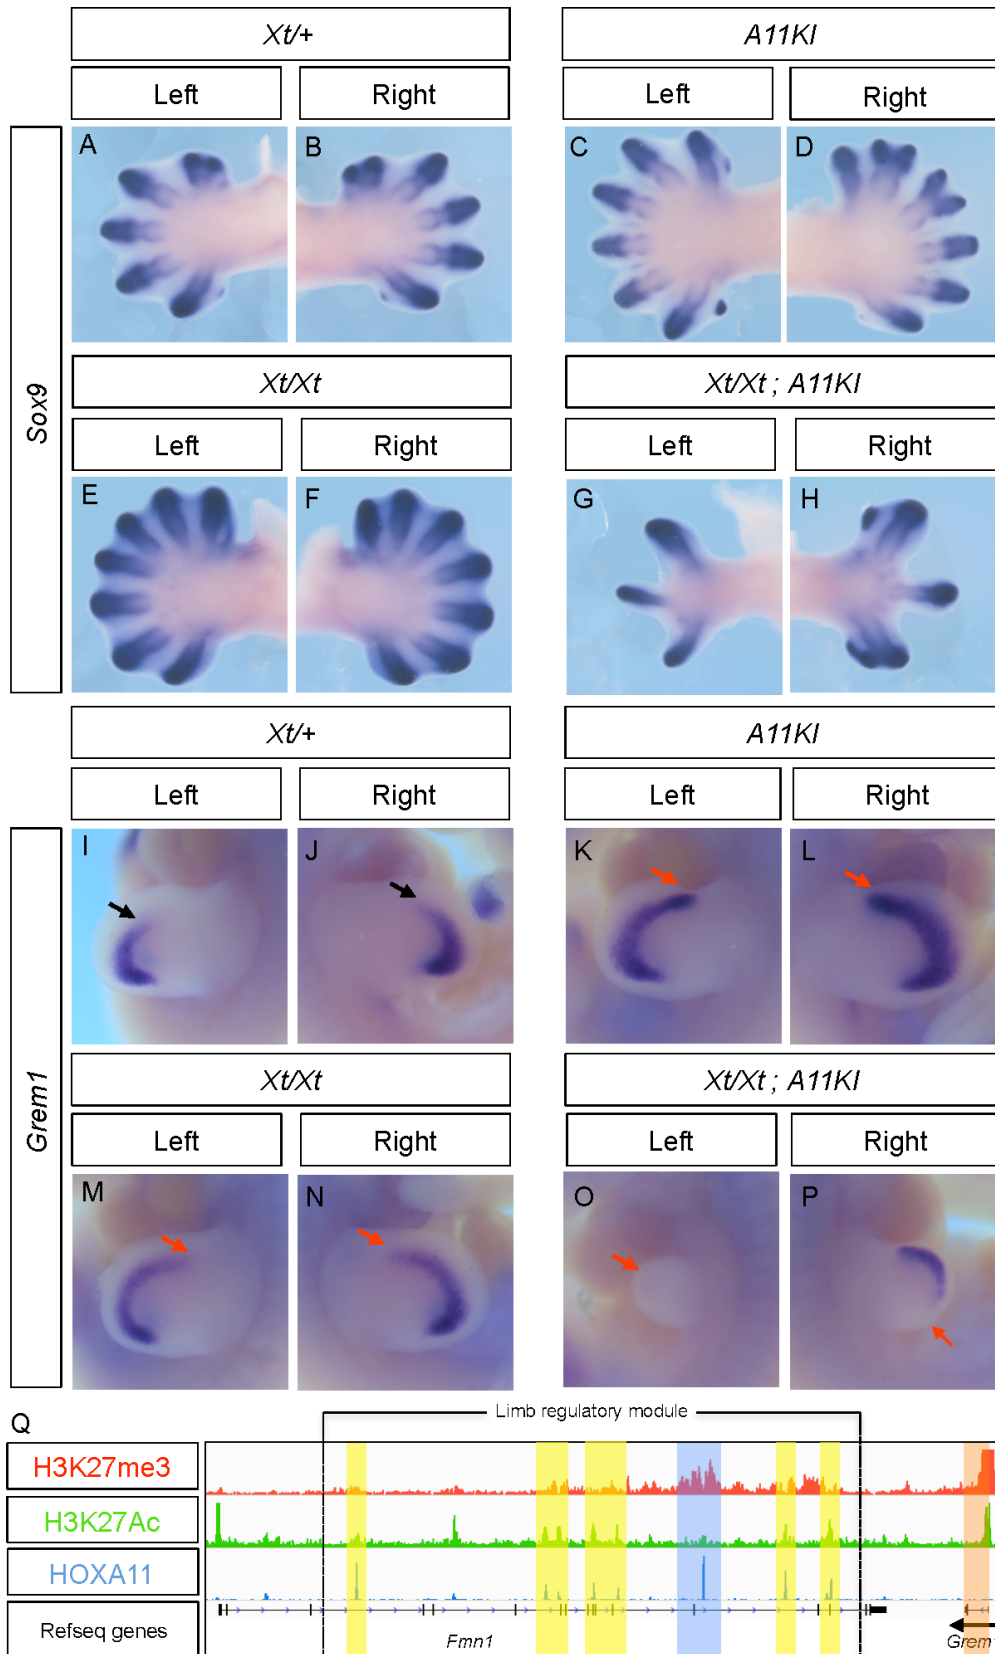 Xt/+
A11KI
Left
Right
Left
Right
Sox9
A
B
C
D
Xt/Xt
Xt/Xt ; A11KI
Left
Right
Left
Right
E
F
G
H
Xt/+
A11KI
Left
Right
Left
Right
Grem1
I
J
K
L
Xt/Xt
Xt/Xt ; A11KI
Left
Right
Left
Right
M
N
O
P
Q
Limb regulatory module
H3K27me3
H3K27Ac
HOXA11
Refseq genes
Fmn1
Grem1